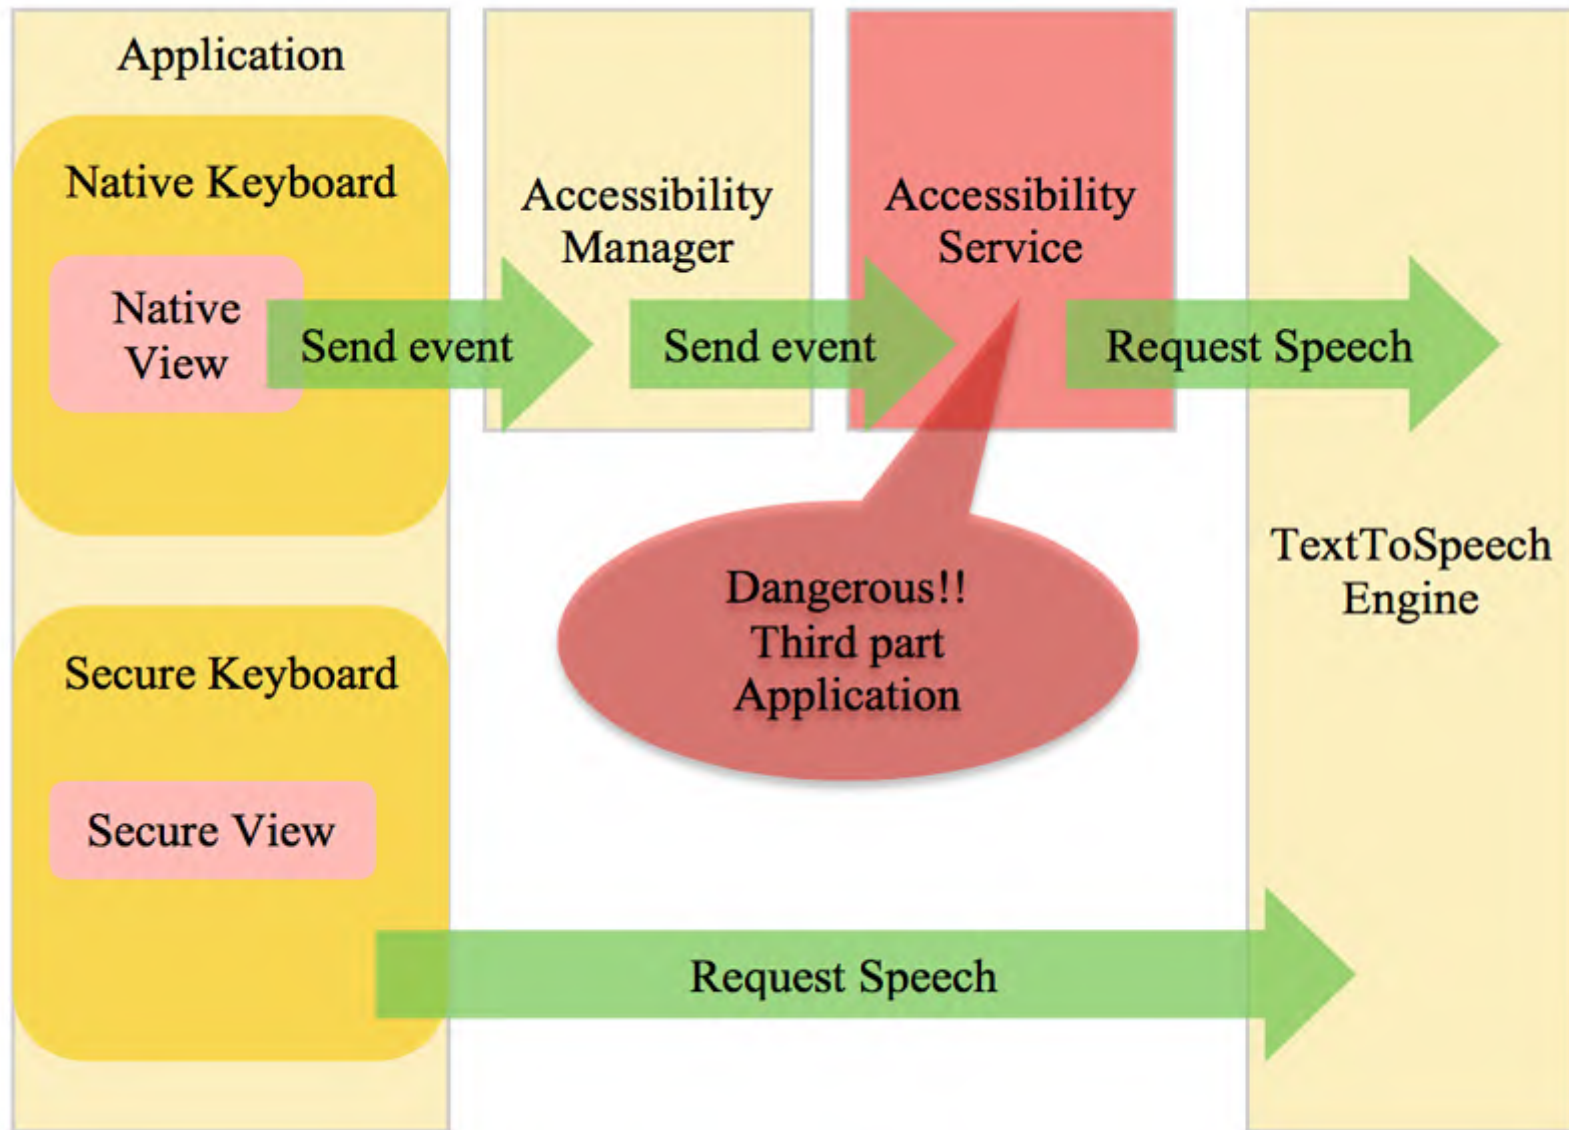 Application
Native Keyboard
Native
View
Send event
Accessibility
Manager
Send event
Accessibility
Service
Request Speech
Dangerous!!
Third part
Application
TextToSpeech
Engine
Secure Keyboard
Secure View
Request Speech